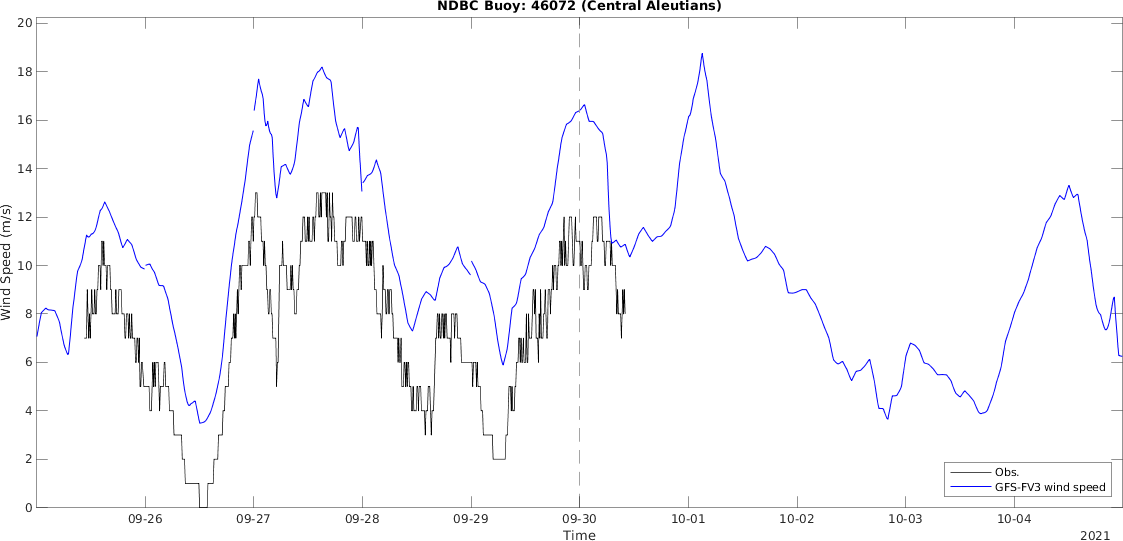 NDBC Buoy: 46072 (Central Aleutians)
20
18
16
14
12
10
8
6
4
2
0
Wind Speed (m/s)
09-26 09-27 09-28 09-29 09-30 10-01 10-02 10-03 10-04
Time
2021
Obs.
GFS-FV3 wind speed